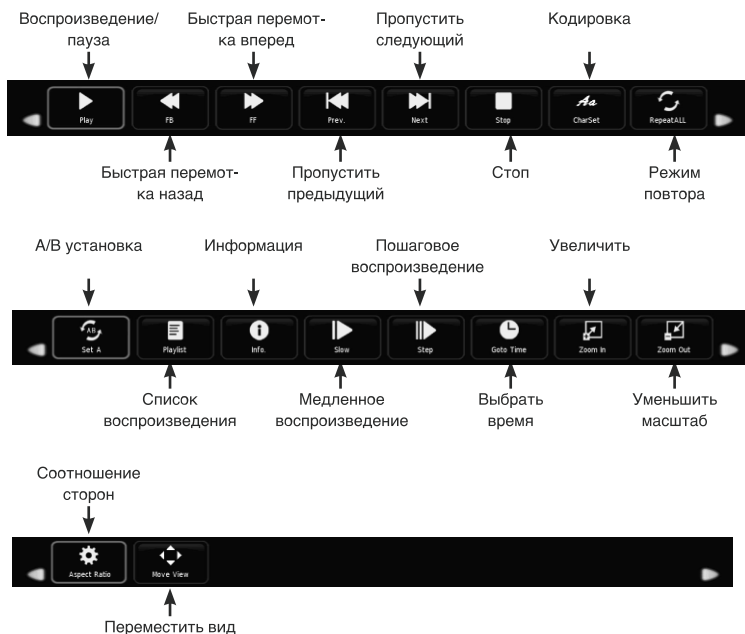 Воспроизведение/
пауза
Быстрая перемот-
ка вперед
Пропустить
следующий
Кодировка
Play
FB
FF
Prev.
Next
Stop
Aa
CharSet
RepeatALL
Быстрая перемот-
ка назад
Пропустить
предыдущий
Стоп
Режим
повтора
А/В установка
Информация
Пошаговое
воспроизведение
Увеличить
AB
Set A
Playlist
Info.
Slow
Step
Goto Time
Zoom In
Zoom Out
Список
воспроизведения
Медленное
воспроизведение
Выбрать
время
Уменьшить
масштаб
Соотношение
сторон
Aspect Ratio
Move View
Переместить вид